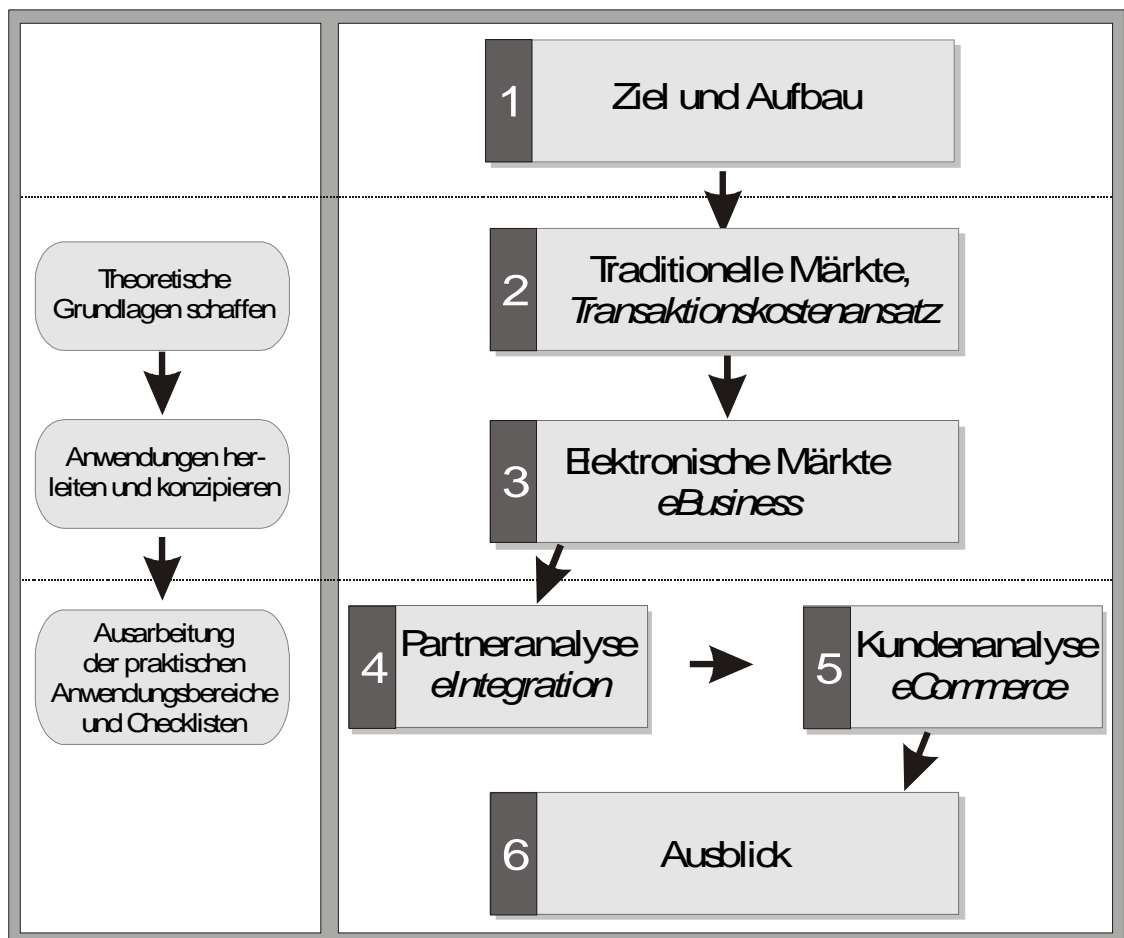 1
Ziel und Aufbau
Theoretische
Grundlagen schaffen
2
Traditionelle Märkte,
Transaktionskostenansatz
Anwendungen her-
leiten und konzipieren
3
Elektronische Märkte
eBusiness
Ausarbeitung
der praktischen
Anwendungsbereiche
und Checklisten
4
Partneranalyse
eIntegration
5
Kundenanalyse
eCommerce
6
Ausblick